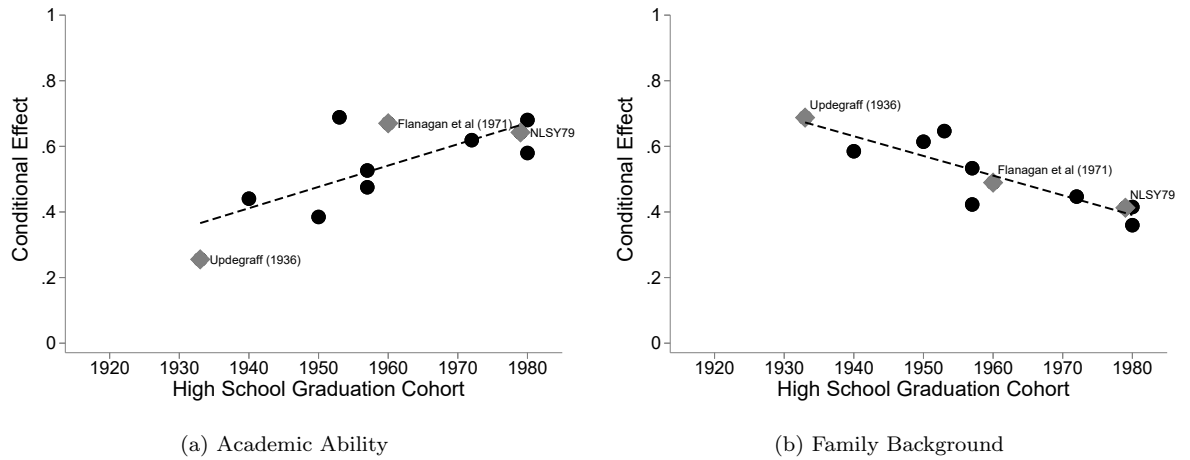 1
.8
.6
.4
.2
0
Conditional Effect
Flanagan et al (1971)
NLSY79
Updegraff (1936)
1920 1930 1940 1950 1960 1970 1980
High School Graduation Cohort
(a) Academic Ability
1
.8
.6
.4
.2
0
Conditional Effect
Updegraff (1936)
Flanagan et al (1971)
NLSY79
1920 1930 1940 1950 1960 1970 1980
High School Graduation Cohort
(b) Family Background